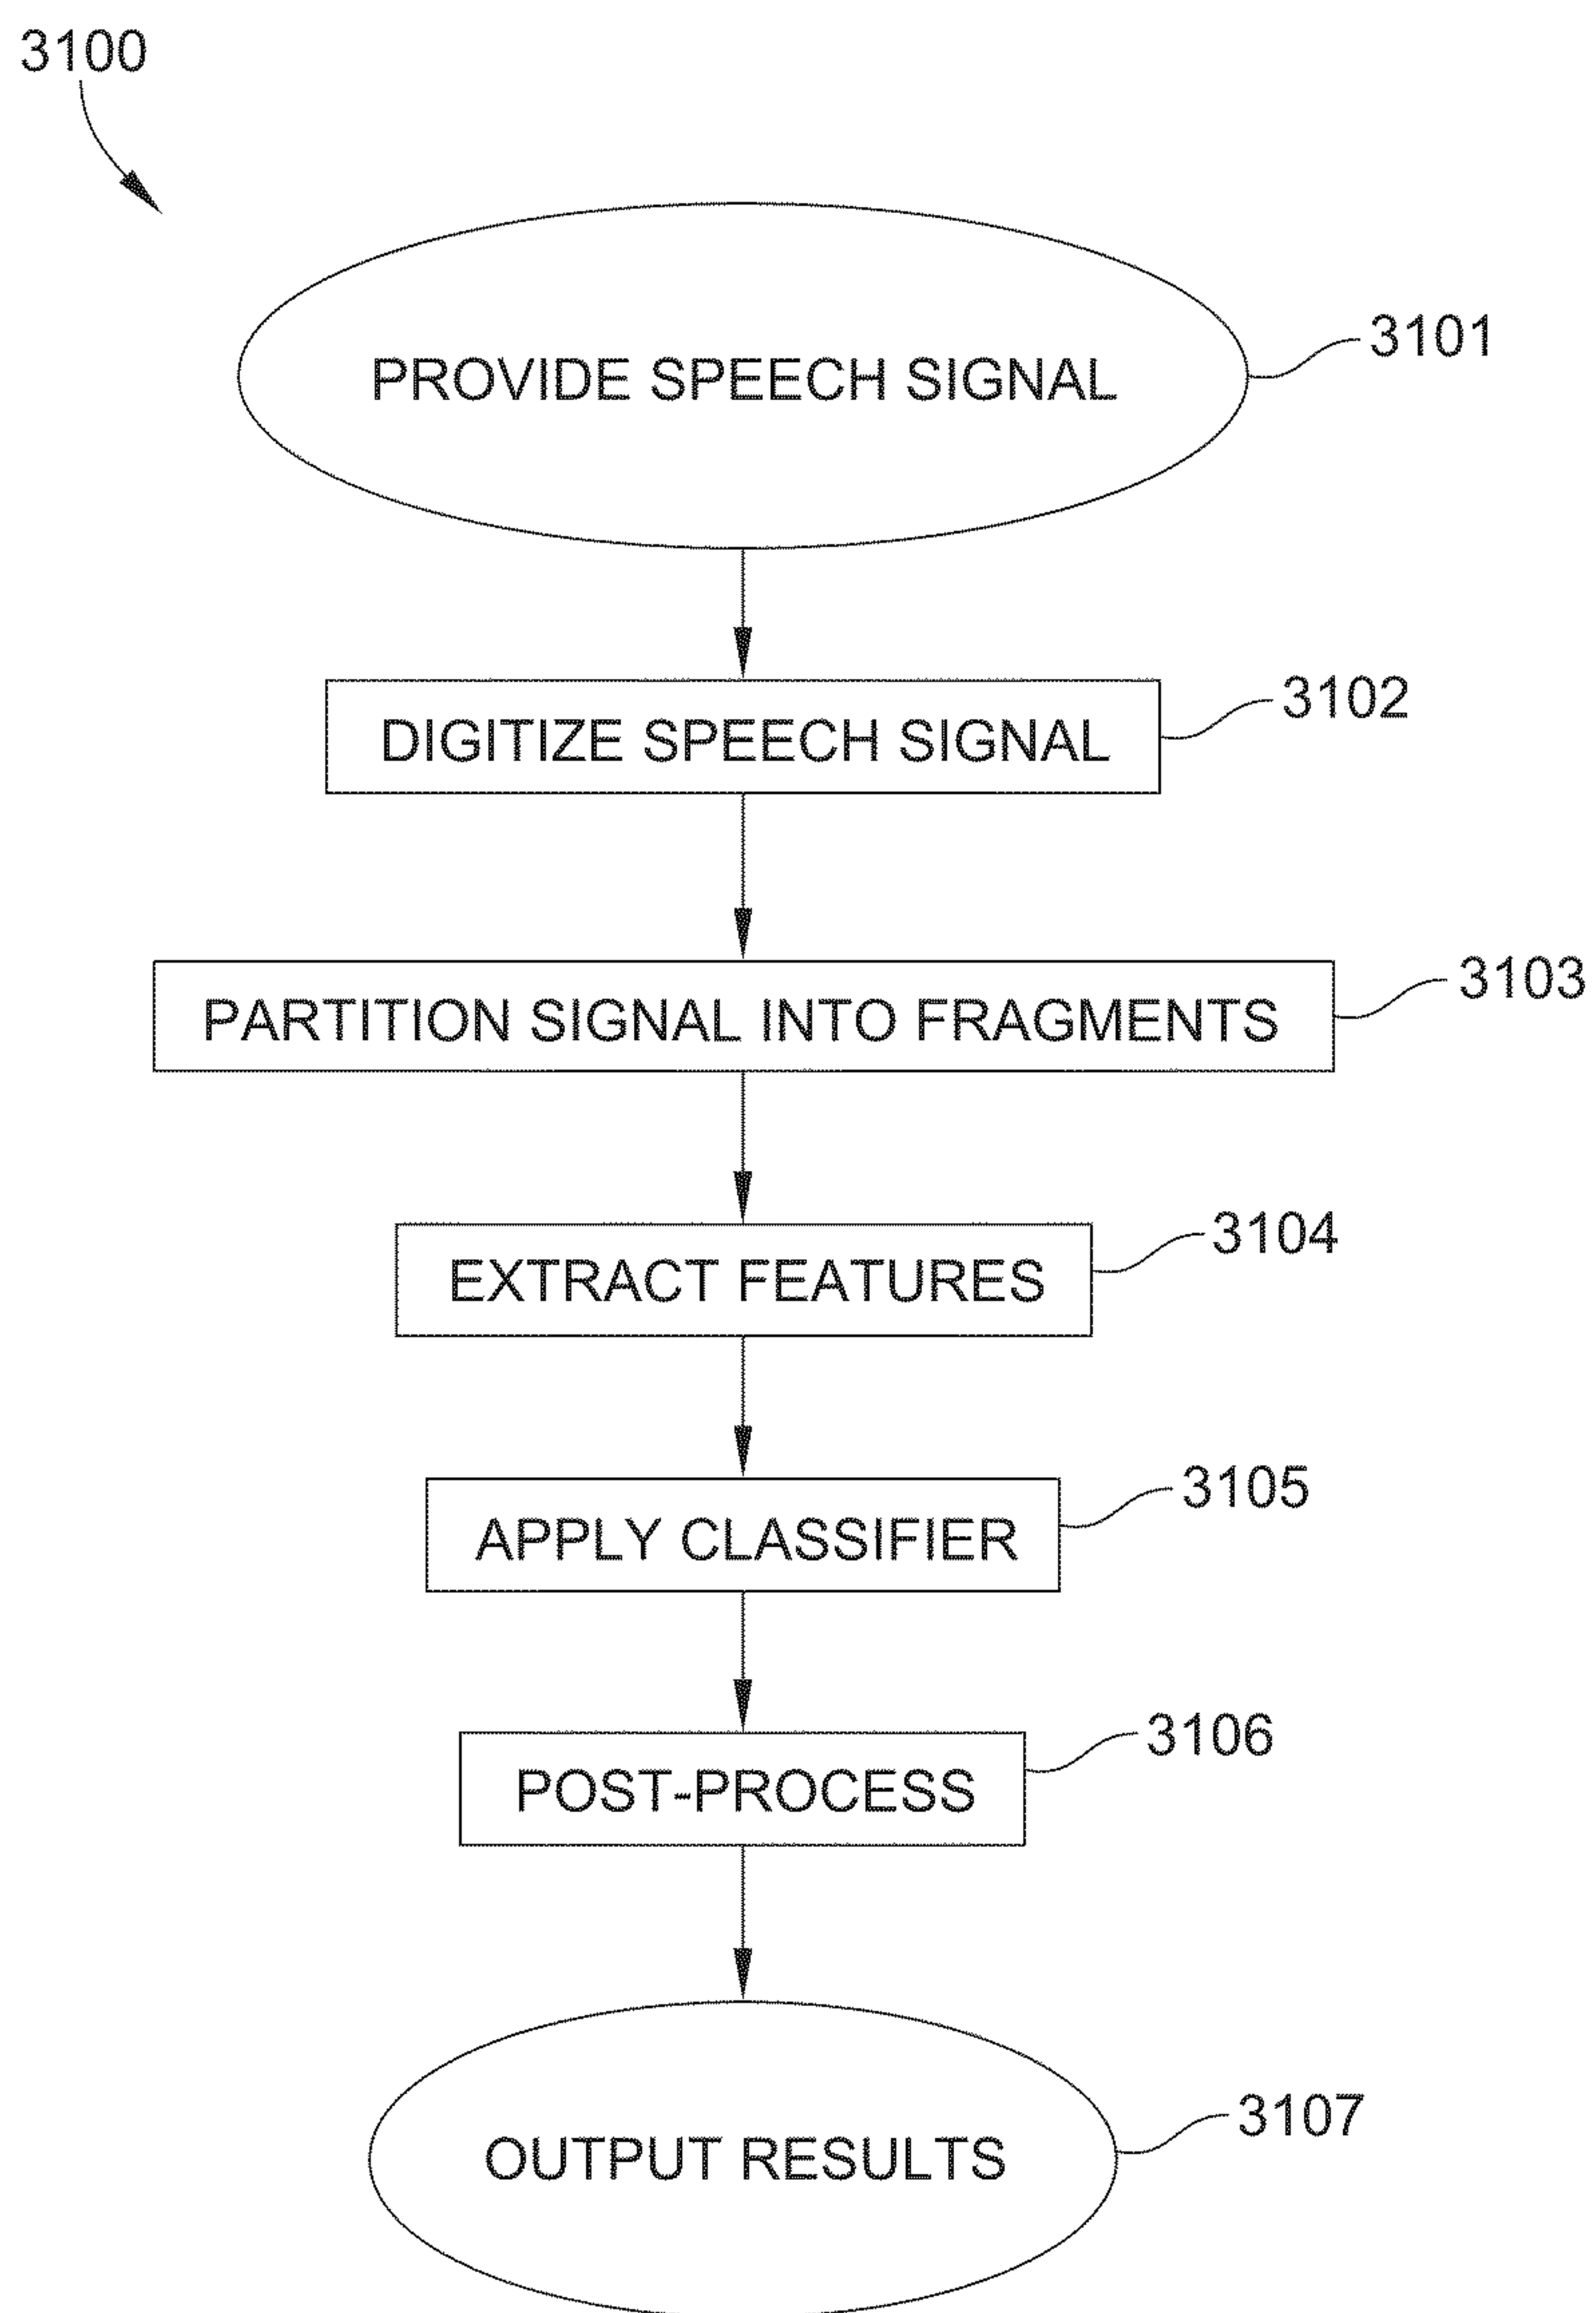 3100
PROVIDE SPEECH SIGNAL
3101
DIGITIZE SPEECH SIGNAL
3102
PARTITION SIGNAL INTO FRAGMENTS
3103
EXTRACT FEATURES
3104
APPLY CLASSIFIER
3105
POST-PROCESS
3106
OUTPUT RESULTS
3107